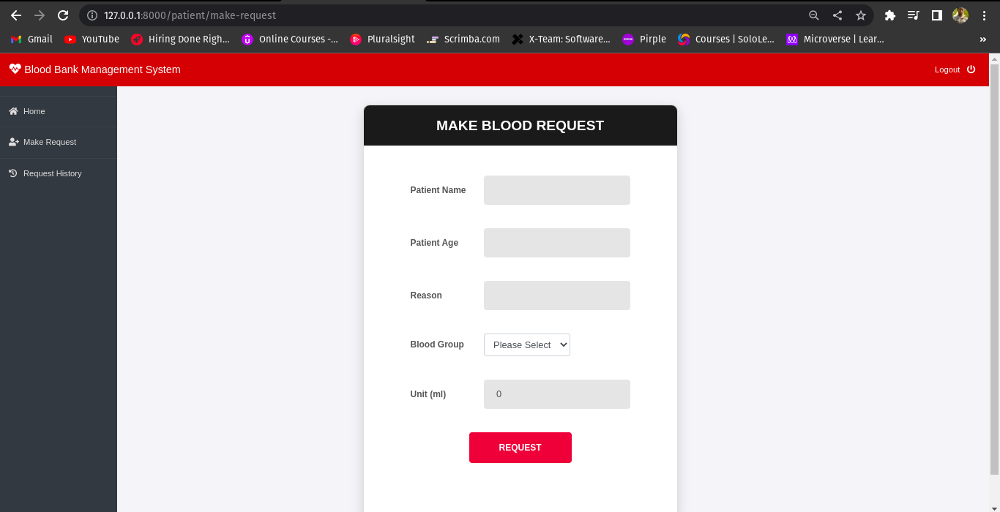 127.0.0.1:8000/patient/make-request
Gmail YouTube Hiring Done Righ... Online Courses -... Pluralsight Scrimba.com X-Team: Software... Pirple Courses | SoloLe... Microverse | Lear... »
Blood Bank Management System Logout
Home
Make Request
Request History
MAKE BLOOD REQUEST
Patient Name
Patient Age
Reason
Blood Group Please Select
Unit (ml) 0
REQUEST